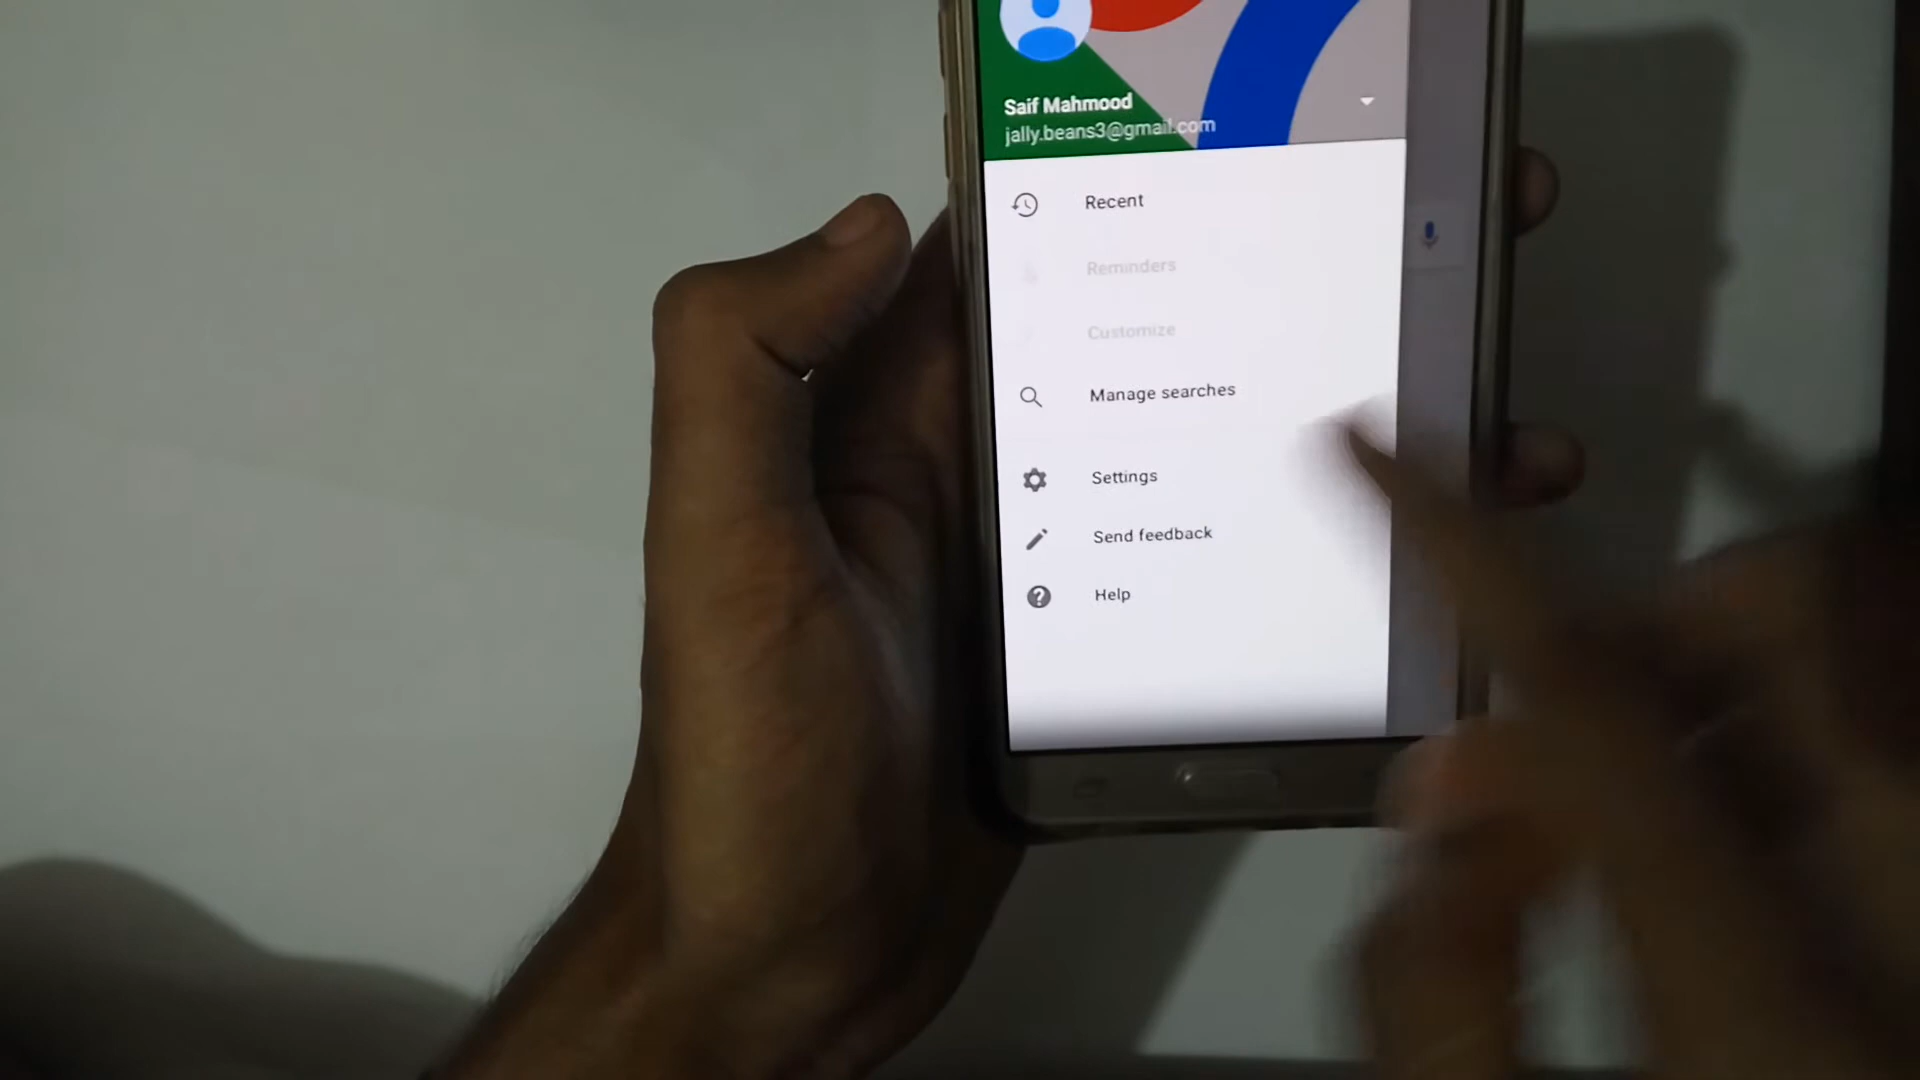 Saif Mahmood
jally.beans3@gmail.com
Recent
Reminders
Customize
Manage searches
Settings
Send feedback
Help